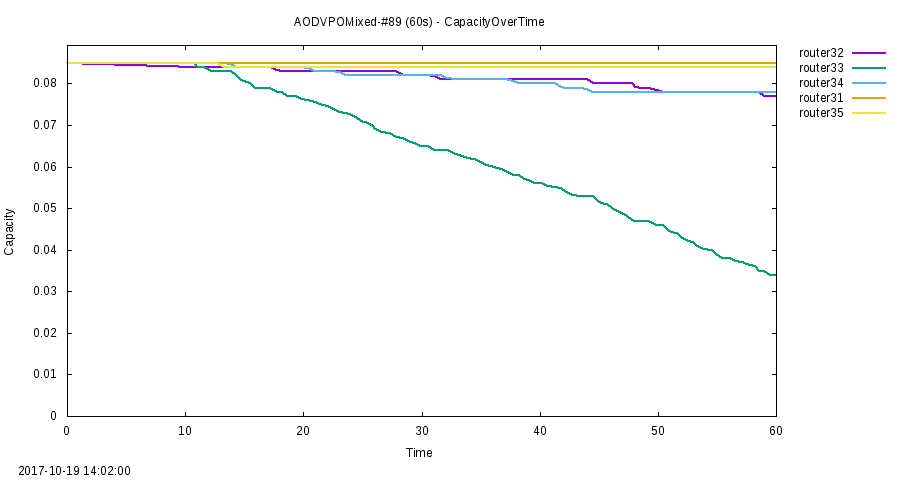 AODVPOMixed-#89 (60s) - CapacityOverTime
router32
router33
router34
router31
router35
0.08
0.07
0.06
0.05
0.04
0.03
0.02
0.01
0
Capacity
0 10 20 30 40 50 60
Time
2017-10-19 14:02:00